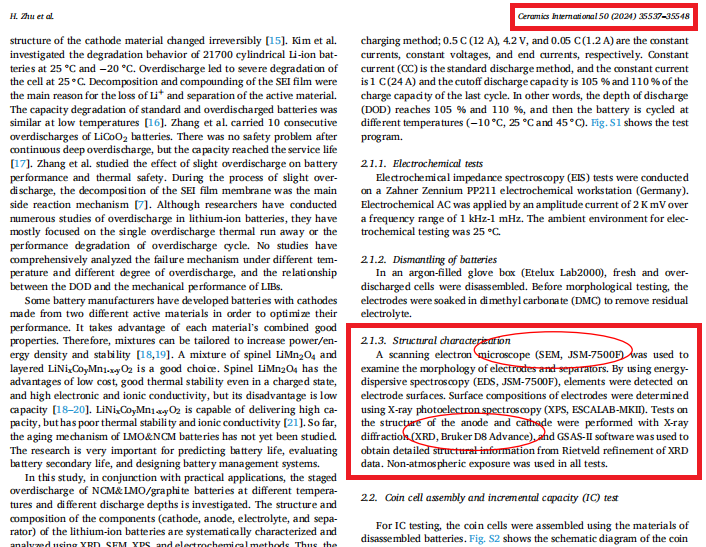 H. Zhu et al.
Ceramics International 50 (2024) 35537–35548
structure of the cathode material changed irreversibly [15]. Kim et al.
investigated the degradation behavior of 21700 cylindrical Li-ion bat-
teries at 25 °C and −20 °C. Overdischarge led to severe degradation of
the cell at 25 °C. Decomposition and compounding of the SEI film were
the main reason for the loss of Li+ and separation of the active material.
The capacity degradation of standard and overdischarged batteries was
similar at low temperatures [16]. Zhang et al. carried 10 consecutive
overdischarges of LiCoO2 batteries. There was no safety problem after
continuous deep overdischarge, but the capacity reached the service life
[17]. Zhang et al. studied the effect of slight overdischarge on battery
performance and thermal safety. During the process of slight over-
discharge, the decomposition of the SEI film membrane was the main
side reaction mechanism [7]. Although researchers have conducted
numerous studies of overdischarge in lithium-ion batteries, they have
mostly focused on the single overdischarge thermal run away or the
performance degradation of overdischarge cycle. No studies have
comprehensively analyzed the failure mechanism under different tem-
perature and different degree of overdischarge, and the relationship
between the DOD and the mechanical performance of LIBs.
Some battery manufacturers have developed batteries with cathodes
made from two different active materials in order to optimize their
performance. It takes advantage of each material's combined good
properties. Therefore, mixtures can be tailored to increase power/en-
ergy density and stability [18,19]. A mixture of spinel LiMn2O4 and
layered LiNixCoyMn1-x-yO2 is a good choice. Spinel LiMn2O4 has the
advantages of low cost, good thermal stability even in a charged state,
and high electronic and ionic conductivity, but its disadvantage is low
capacity [18–20]. LiNixCoyMn1-x-yO2 is capable of delivering high ca-
pacity, but has poor thermal stability and ionic conductivity [21]. So far,
the aging mechanism of LMO&NCM batteries has not yet been studied.
The research is very important for predicting battery life, evaluating
battery secondary life, and designing battery management systems.
In this study, in conjunction with practical applications, the staged
overdischarge of NCM&LMO/graphite batteries at different tempera-
tures and different discharge depths is investigated. The structure and
composition of the components (cathode, anode, electrolyte, and sepa-
rator) of the lithium-ion batteries are systematically characterized and
analyzed using XRD, SEM, XPS, and electrochemical methods. Thus, the
charging method; 0.5 C (12 A), 4.2 V, and 0.05 C (1.2 A) are the constant
currents, constant voltages, and end currents, respectively. Constant
current (CC) is the standard discharge method, and the constant current
is 1 C (24 A) and the cutoff discharge capacity is 105 % and 110 % of the
charge capacity of the last cycle. In other words, the depth of discharge
(DOD) reaches 105 % and 110 %, and then the battery is cycled at
different temperatures (−10 °C, 25 °C and 45 °C). Fig. S1 shows the test
program.
2.1.1. Electrochemical tests
Electrochemical impedance spectroscopy (EIS) tests were conducted
on a Zahner Zennium PP211 electrochemical workstation (Germany).
Electrochemical AC was applied by an amplitude current of 2 K mV over
a frequency range of 1 kHz-1 mHz. The ambient environment for elec-
trochemical testing was 25 °C.
2.1.2. Dismantling of batteries
In an argon-filled glove box (Etelux Lab2000), fresh and over-
discharged cells were disassembled. Before morphological testing, the
electrodes were soaked in dimethyl carbonate (DMC) to remove residual
electrolyte.
2.1.3. Structural characterization
A scanning electron microscope (SEM, JSM-7500F) was used to
examine the morphology of electrodes and separators. By using energy-
dispersive spectroscopy (EDS, JSM-7500F), elements were detected on
electrode surfaces. Surface compositions of electrodes were determined
using X-ray photoelectron spectroscopy (XPS, ESCALAB-MKII). Tests on
the structure of the anode and cathode were performed with X-ray
diffraction (XRD, Bruker D8 Advance), and GSAS-II software was used to
obtain detailed structural information from Rietveld refinement of XRD
data. Non-atmospheric exposure was used in all tests.
2.2. Coin cell assembly and incremental capacity (IC) test
For IC testing, the coin cells were assembled using the materials of
disassembled batteries. Fig. S2 shows the schematic diagram of the coin